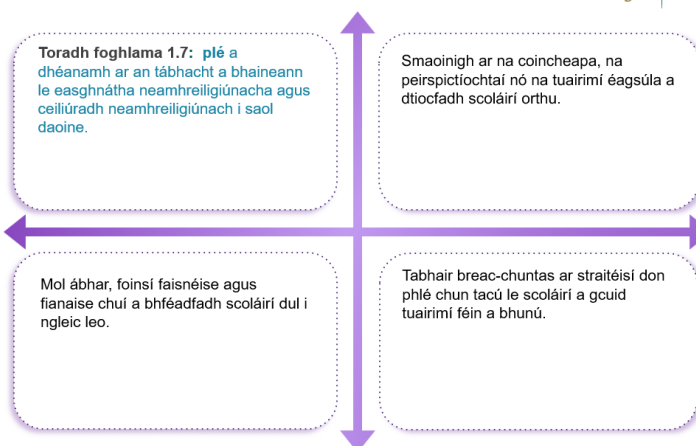 Toradh foghlama 1.7: plé a
dhéanamh ar an tábhacht a bhaineann
le easghnátha neamhreiligiúnacha agus
ceiliúradh neamhreiligiúnach i saol
daoine.
Smaoinigh ar na coincheapa, na
peirspictíochtaí nó na tuairimí éagsúla a
dtiocfadh scoláirí orthu.
Mol ábhar, foinsí faisnéise agus
fianaise chuí a bhféadfadh scoláirí dul i
ngleic leo.
Tabhair breac-chuntas ar straitéisí don
phlé chun tacú le scoláirí a gcuid
tuairimí féin a bhunú.